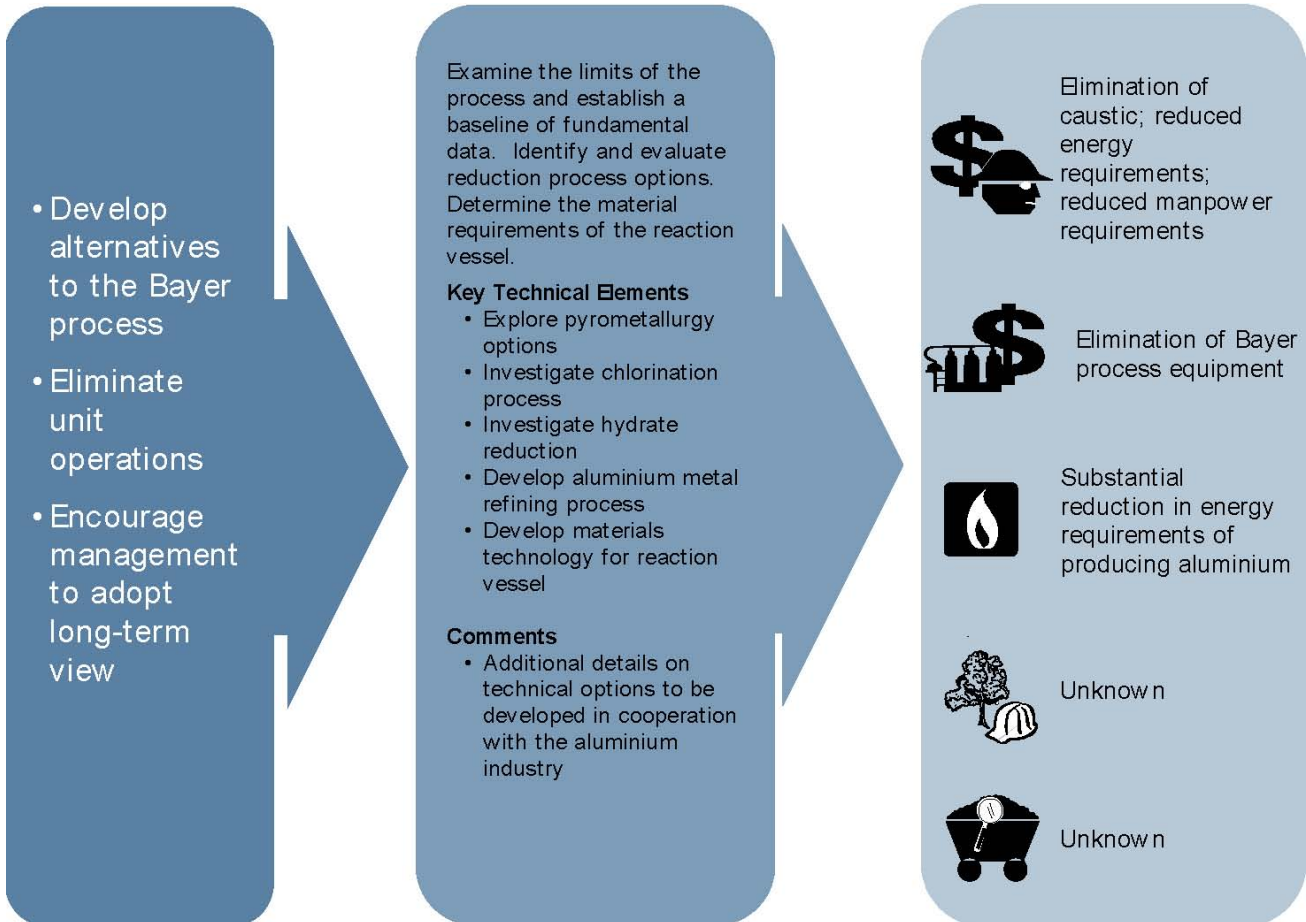 • Develop
alternatives
to the Bayer
process
• Eliminate
unit
operations
• Encourage
management
to adopt
long-term
view
Examine the limits of the
process and establish a
baseline of fundamental
data. Identify and evaluate
reduction process options.
Determine the material
requirements of the reaction
vessel.
Key Technical Elements
• Explore pyrometallurgy
options
• Investigate chlorination
process
• Investigate hydrate
reduction
• Develop aluminium metal
refining process
• Develop materials
technology for reaction
vessel
Comments
• Additional details on
technical options to be
developed in cooperation
with the aluminium
industry
Elimination of
caustic; reduced
energy
requirements;
reduced manpower
requirements
Elimination of Bayer
process equipment
Substantial
reduction in energy
requirements of
producing aluminium
Unknown
Unknown